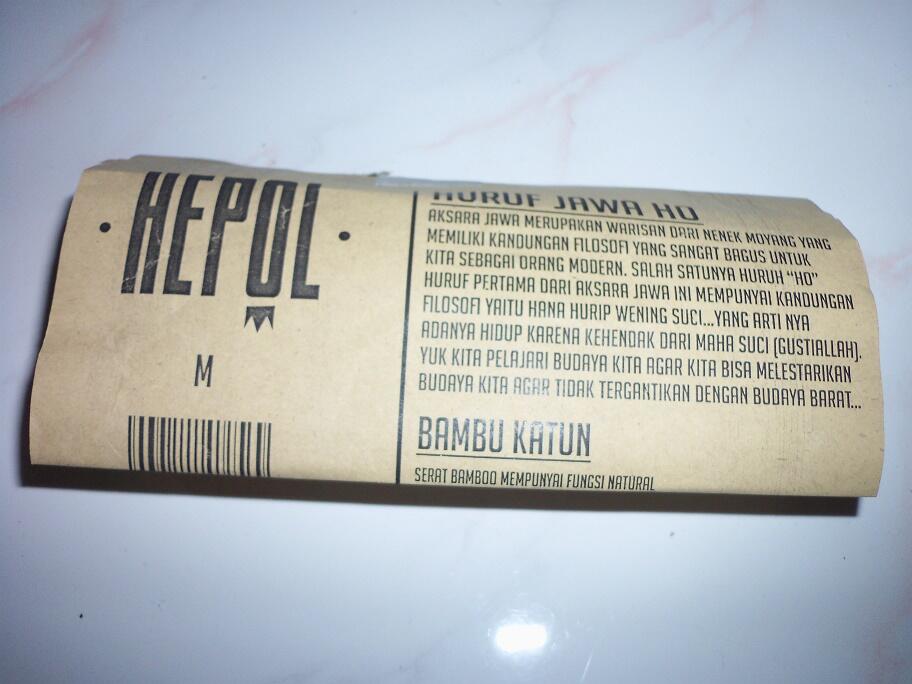 HEPOL
M
HURUF JAWA HO
AKSARA JAWA MERUPAKAN WARISAN DARI NENEK MOYANG YANG
MEMILIKI KANDUNGAN FILOSOFI YANG SANGAT BAGUS UNTUK
KITA SEBAGAI ORANG MODERN. SALAH SATUNYA HURUH "HO"
HURUF PERTAMA DARI AKSARA JAWA INI MEMPUNYAI KANDUNGAN
FILOSOFI YAITU HANA HURIP WENING SUCI...YANG ARTI NYA
ADANYA HIDUP KARENA KEHENDAK DARI MAHA SUCI (GUSTIALLAH).
YUK KITA PELAJARI BUDAYA KITA AGAR KITA BISA MELESTARIKAN
BUDAYA KITA AGAR TIDAK TERGANTIKAN DENGAN BUDAYA BARAT...
BAMBU KATUN
SERAT BAMBOO MEMPUNYAI FUNGSI NATURAL